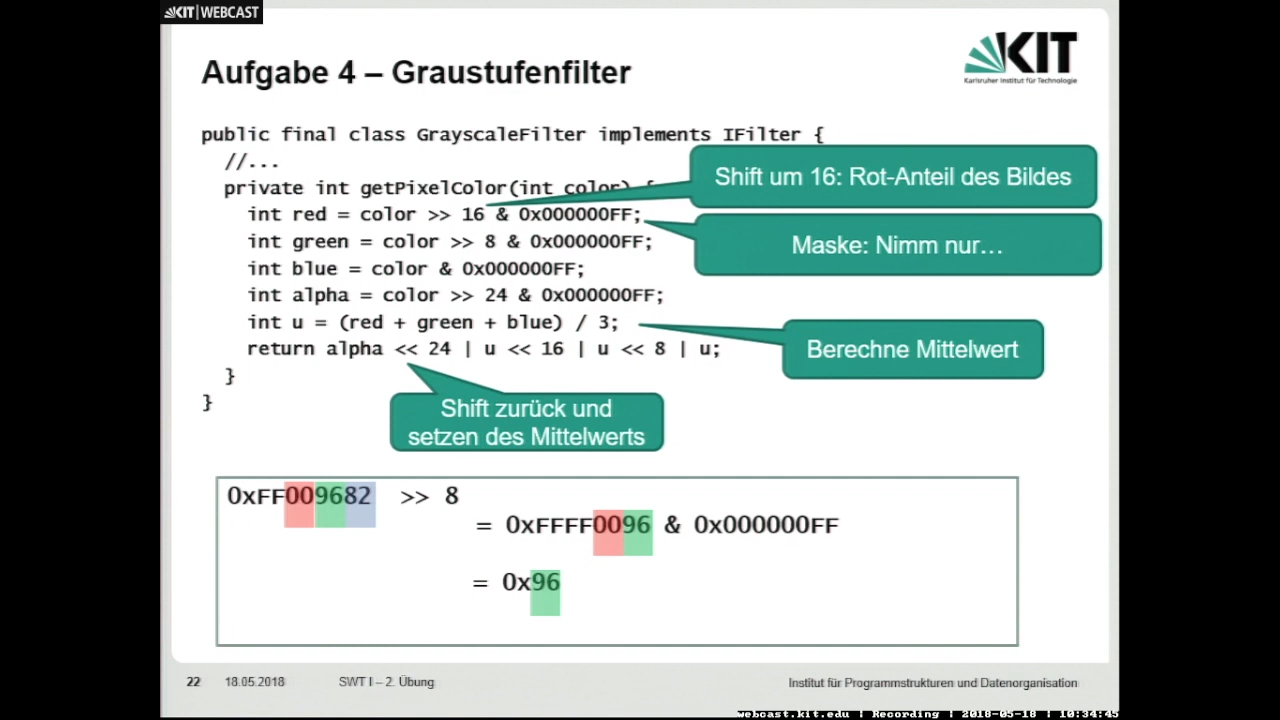 KIT | WEBCAST
Aufgabe 4 – Graustufenfilter
KIT
Karlsruher Institut für Technologie
public final class GrayscaleFilter implements IFilter {
//...
private int getPixelColor(int color) {
int red = color >> 16 & 0x000000FF;
int green = color >> 8 & 0x000000FF;
int blue = color & 0x000000FF;
int alpha = color >> 24 & 0x000000FF;
int u = (red + green + blue) / 3;
return alpha << 24 | u << 16 | u << 8 | u;
}
}
Shift um 16: Rot-Anteil des Bildes
Maske: Nimm nur…
Berechne Mittelwert
Shift zurück und
setzen des Mittelwerts
0xFF009682 >> 8
= 0xFFFF0096 & 0x000000FF
= 0x96
22 18.05.2018 SWT I – 2. Übung Institut für Programmstrukturen und Datenorganisation
webcast.kit.edu | Recording | 2018-05-18 | 10:34:45